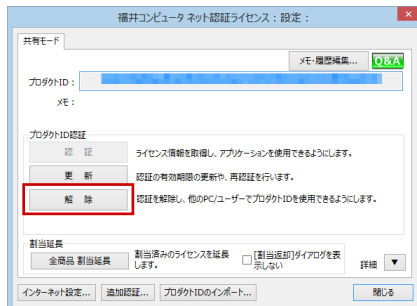 福井コンピュータ ネット認証ライセンス : 設定 :
共有モード
メモ・履歴編集...
Q&A
プロダクトID :
メモ :
プロダクトID認証
認 証
ライセンス情報を取得し、アプリケーションを使用できるようにします。
更 新
認証の有効期限の更新や、再認証を行います。
解 除
認証を解除し、他のPC/ユーザーでプロダクトIDを使用できるようにします。
割当延長
全商品 割当延長
割当済みのライセンスを延長
します。
[割当返却]ダイアログを表
示しない
詳細 ▼
インターネット設定...
追加認証...
プロダクトIDのインポート...
閉じる